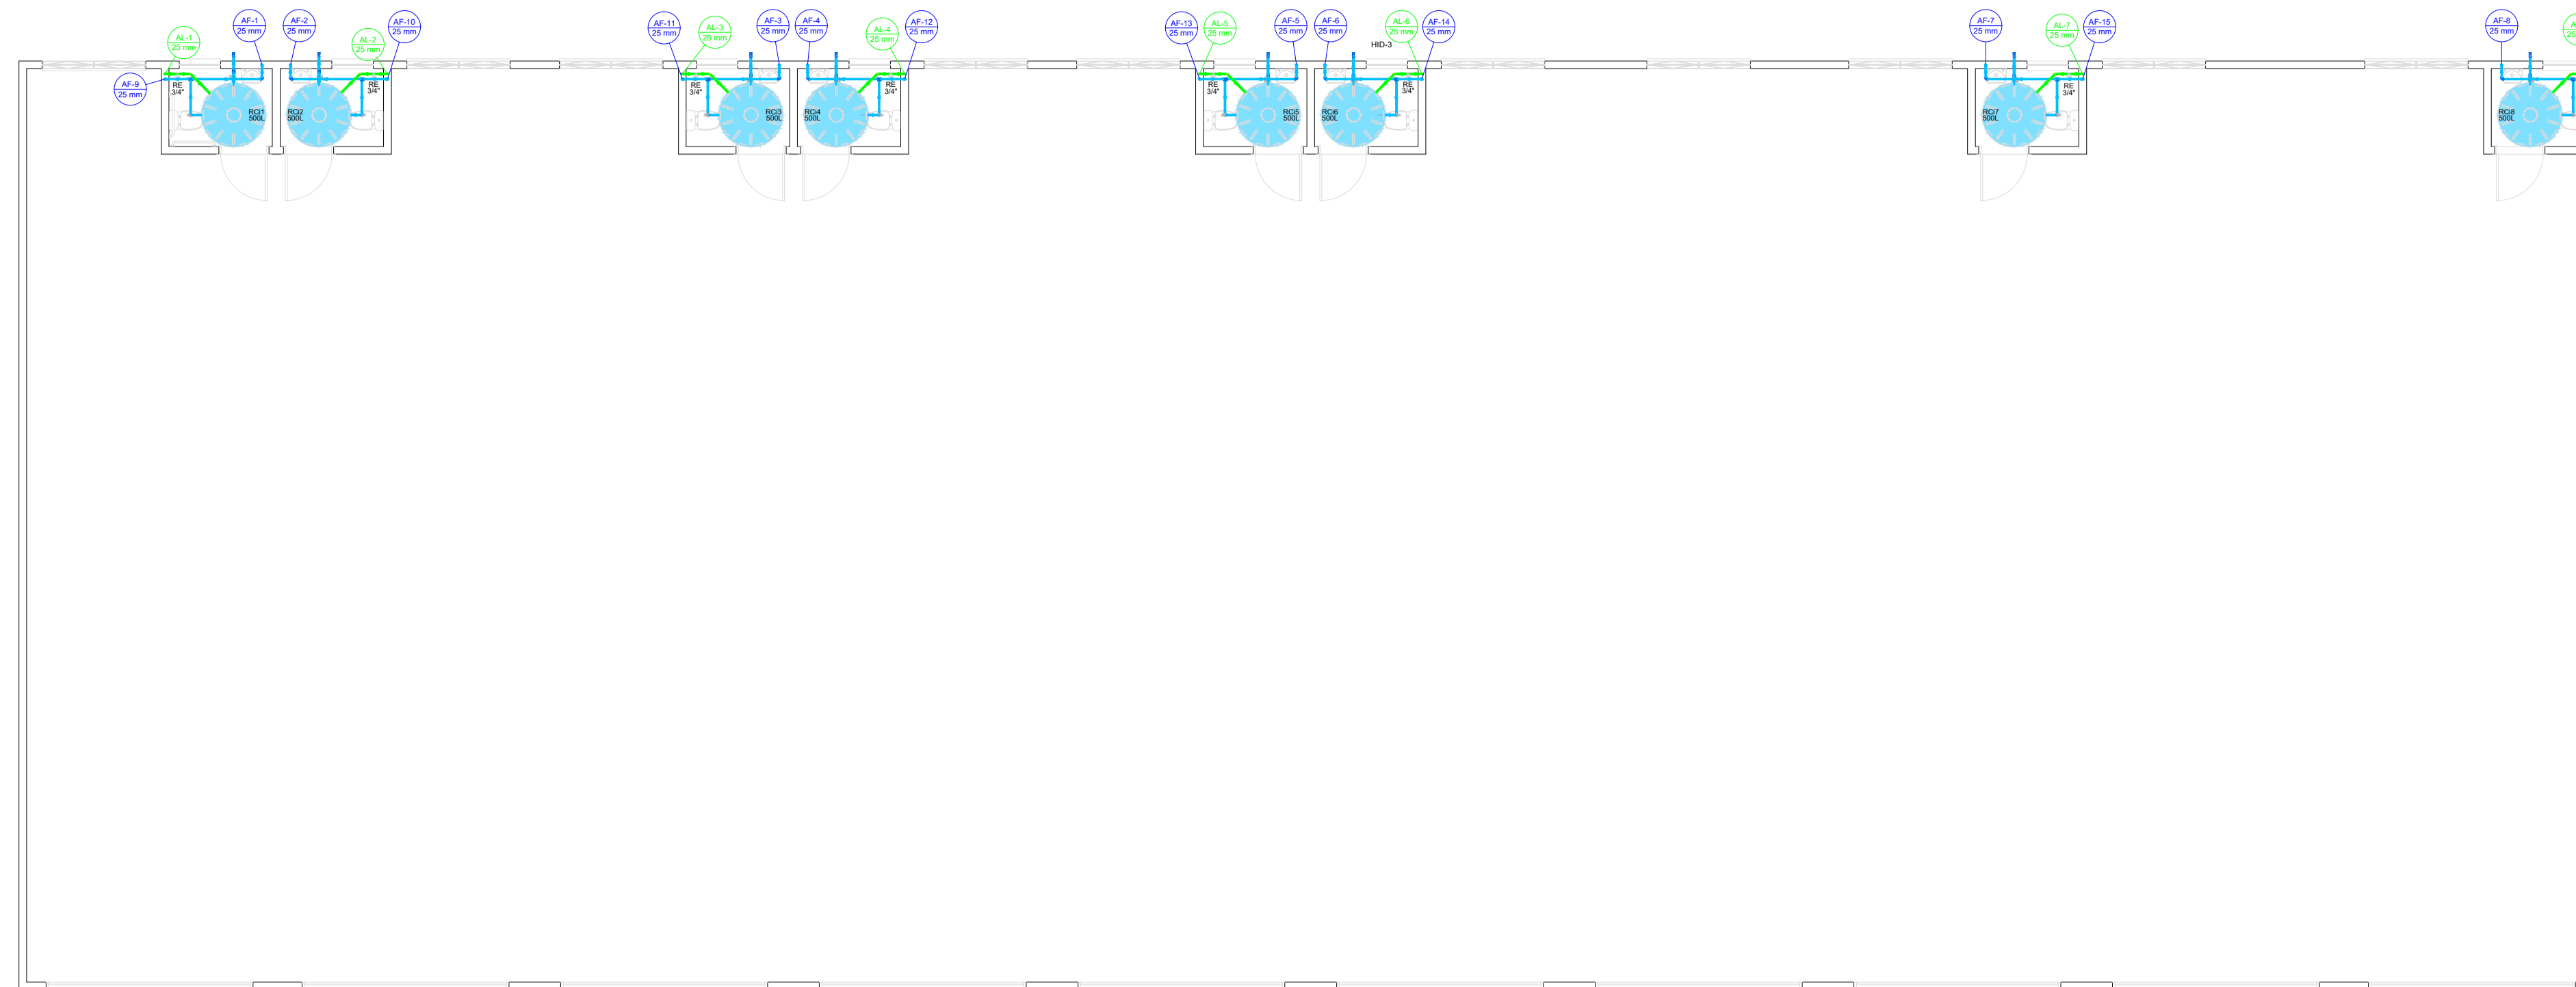 AF-1
25 mm
AF-2
25 mm
AF-10
25 mm
AL-1
25 mm
AL-2
25 mm
AF-9
25 mm
RE
3/4"
RE
3/4"
RCi1
500L
RCi2
500L
AF-11
25 mm
AL-3
25 mm
AF-3
25 mm
AF-4
25 mm
AL-4
25 mm
AF-12
25 mm
RE
3/4"
RE
3/4"
RCi3
500L
RCi4
500L
AF-13
25 mm
AL-5
25 mm
AF-5
25 mm
AF-6
25 mm
AL-6
25 mm
AF-14
25 mm
HID-3
RE
3/4"
RE
3/4"
RCi5
500L
RCi6
500L
AF-7
25 mm
AL-7
25 mm
AF-15
25 mm
RE
3/4"
RCi7
500L
AF-8
25 mm
RCi8
500L